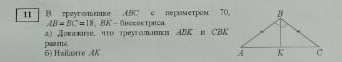 11
В треугольнике ABC с периметром 70,
AB = BC = 18, BK – биссектриса.
а) Докажите, что треугольники ABK и CBK
равны.
б) Найдите AK
B
A K C